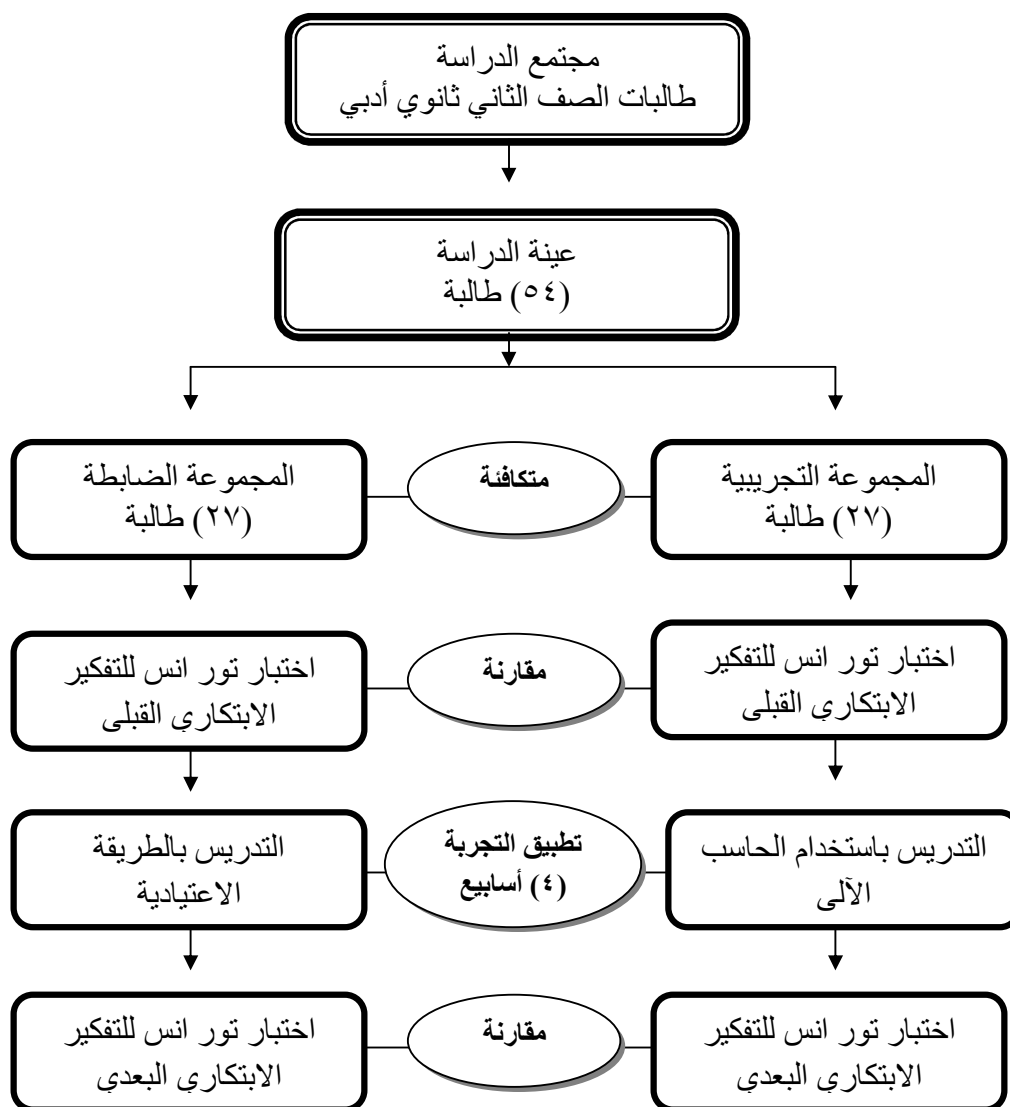 مجتمع الدراسة
طالبات الصف الثاني ثانوي أدبي
عينة الدراسة
(٥٤) طالبة
المجموعة التجريبية
(٢٧) طالبة
متكافئة
المجموعة الضابطة
(٢٧) طالبة
اختبار تور انس للتفكير
الابتكاري القبلى
مقارنة
اختبار تور انس للتفكير
الابتكاري القبلى
التدريس باستخدام الحاسب
الآلى
تطبيق التجربة
(٤) أسابيع
التدريس بالطريقة
الاعتيادية
اختبار تور انس للتفكير
الابتكاري البعدي
مقارنة
اختبار تور انس للتفكير
الابتكاري البعدي